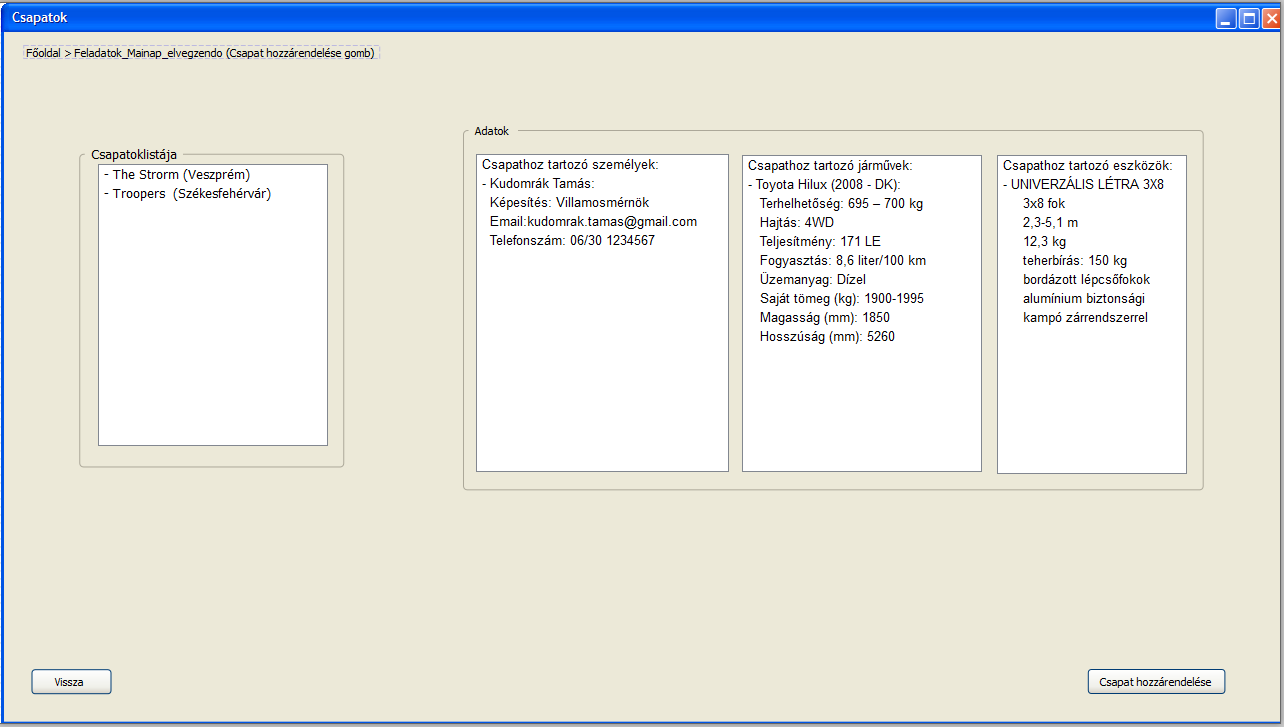 Csapatok
Főoldal > Feladatok_Mainap_elvegzendo (Csapat hozzárendelése gomb)
Csapatoklistája
- The Strorm (Veszprém)
- Troopers (Székesfehérvár)
Adatok
Csapathoz tartozó személyek:
- Kudomrák Tamás:
Képesítés: Villamosmérnök
Email:kudomrak.tamas@gmail.com
Telefonszám: 06/30 1234567
Csapathoz tartozó járművek:
- Toyota Hilux (2008 - DK):
Terhelhetőség: 695 – 700 kg
Hajtás: 4WD
Teljesítmény: 171 LE
Fogyasztás: 8,6 liter/100 km
Üzemanyag: Dízel
Saját tömeg (kg): 1900-1995
Magasság (mm): 1850
Hosszúság (mm): 5260
Csapathoz tartozó eszközök:
- UNIVERZÁLIS LÉTRA 3X8
3x8 fok
2,3-5,1 m
12,3 kg
teherbírás: 150 kg
bordázott lépcsőfokok
alumínium biztonsági
kampó zárrendszerrel
Vissza
Csapat hozzárendelése